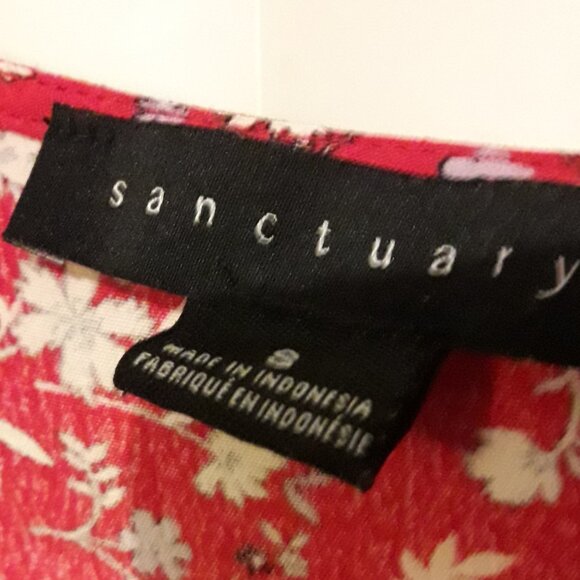 sanctuary
S
MADE IN INDONESIA
FABRIQUÉ EN INDONÉSIE